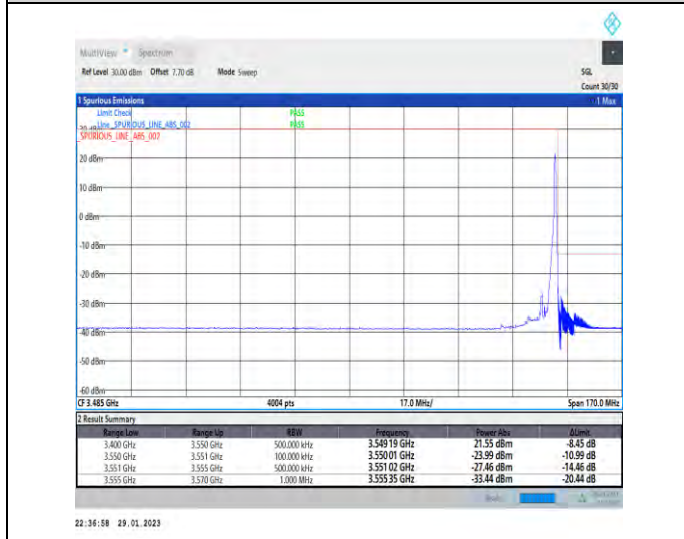 MultiView Spectrum
Ref Level 30.00 dBm Offset 7.70 dB Mode Sweep SGL
Count 30/30
1 Spurious Emissions 1 Max
Limit Check PASS
Line _SPURIOUS_LINE_ABS_002 PASS
_SPURIOUS_LINE_ABS_002
20 dBm
10 dBm
0 dBm
-10 dBm
-20 dBm
-30 dBm
-40 dBm
-50 dBm
-60 dBm
CF 3.485 GHz 4004 pts 17.0 MHz/ Span 170.0 MHz
2 Result Summary
Range Low Range Up RBW Frequency Power Abs ΔLimit
3.400 GHz 3.550 GHz 500.000 kHz 3.549 19 GHz 21.55 dBm -8.45 dB
3.550 GHz 3.551 GHz 100.000 kHz 3.550 01 GHz -23.99 dBm -10.99 dB
3.551 GHz 3.555 GHz 500.000 kHz 3.551 02 GHz -27.46 dBm -14.46 dB
3.555 GHz 3.570 GHz 1.000 MHz 3.555 35 GHz -33.44 dBm -20.44 dB
22:36:58 29.01.2023